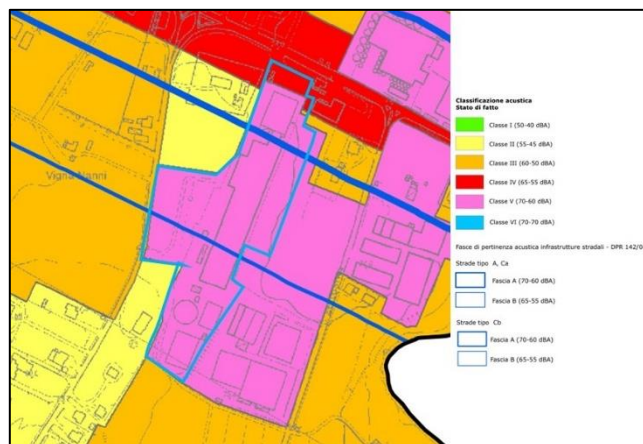 Vigna Nanni
Classificazione acustica
Stato di fatto
Classe I (50-40 dBA)
Classe II (55-45 dBA)
Classe III (60-50 dBA)
Classe IV (65-55 dBA)
Classe V (70-60 dBA)
Classe VI (70-70 dBA)
Fasce di pertinenza acustica infrastrutture stradali - DPR 142/0
Strade tipo A, Ca
Fascia A (70-60 dBA)
Fascia B (65-55 dBA)
Strade tipo Cb
Fascia A (70-60 dBA)
Fascia B (65-55 dBA)